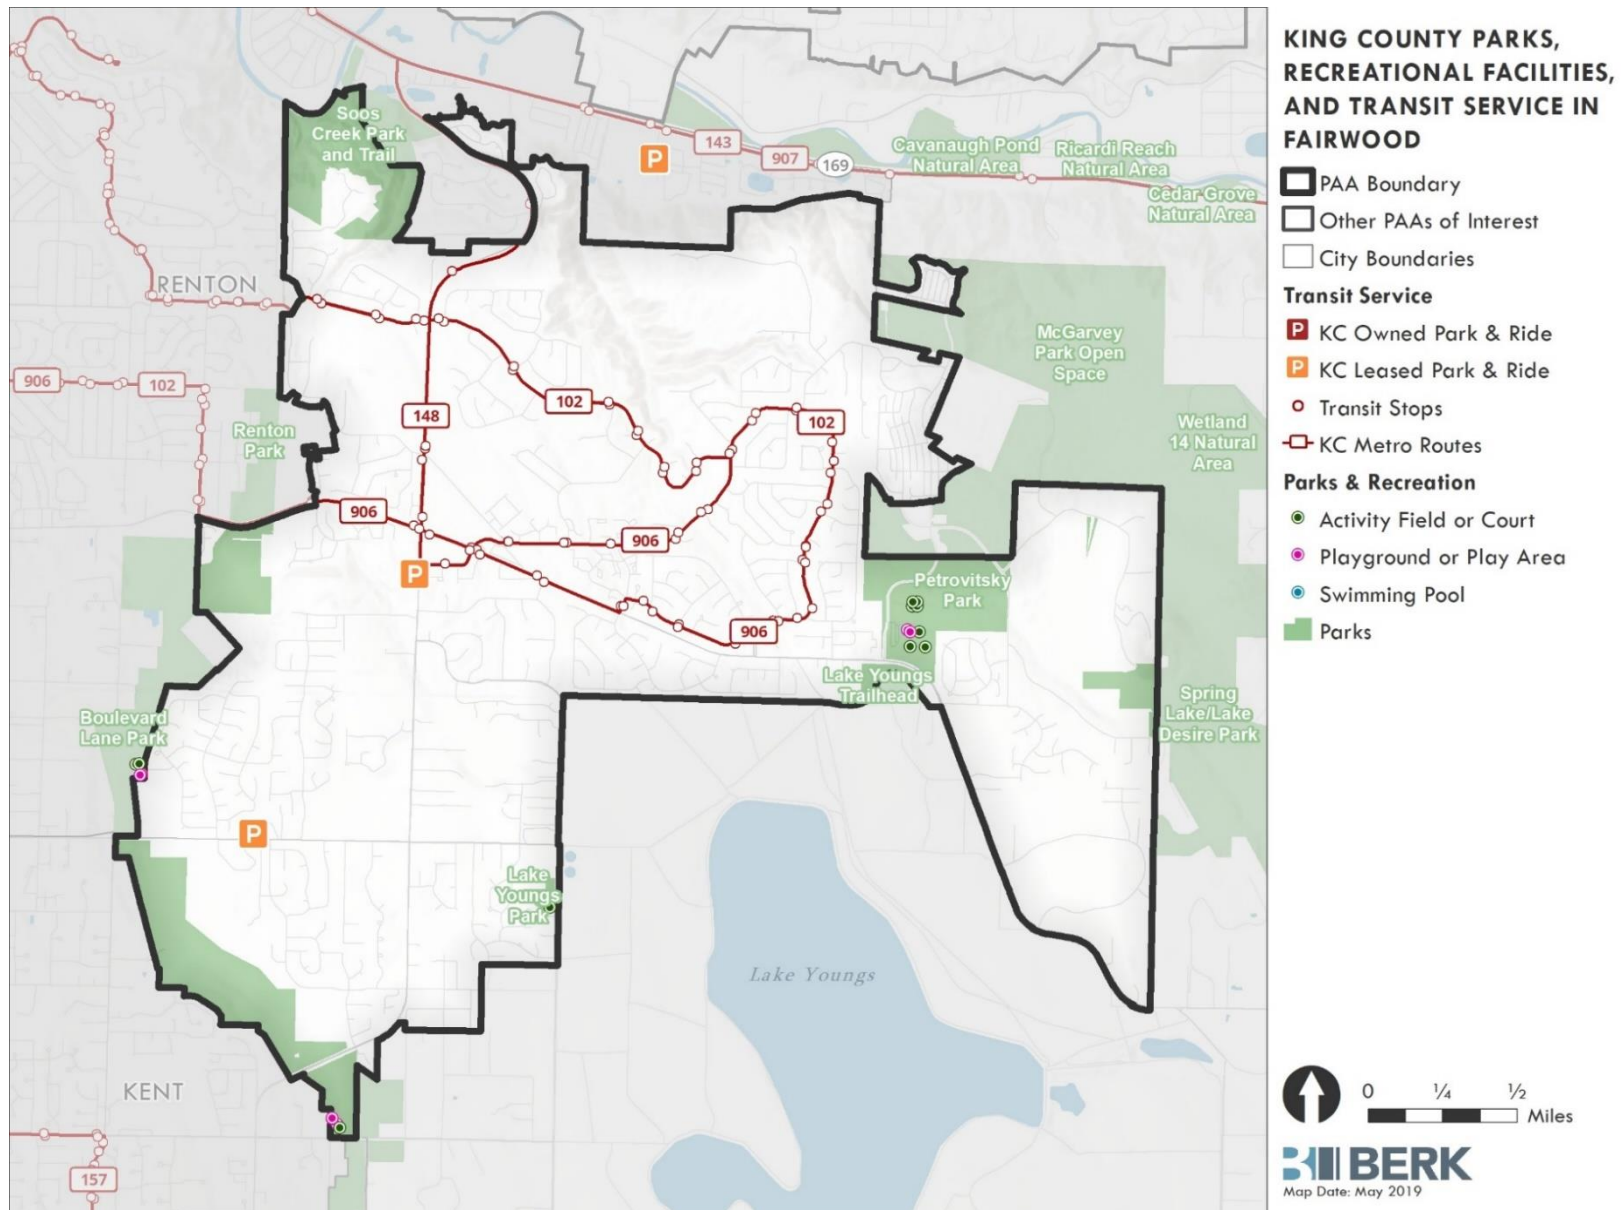 KING COUNTY PARKS,
RECREATIONAL FACILITIES,
AND TRANSIT SERVICE IN
FAIRWOOD
PAA Boundary
Other PAAs of Interest
City Boundaries
Transit Service
P KC Owned Park & Ride
P KC Leased Park & Ride
Transit Stops
KC Metro Routes
Parks & Recreation
Activity Field or Court
Playground or Play Area
Swimming Pool
Parks
0 ¼ ½
Miles
BERK
Map Date: May 2019
Soos
Creek Park
and Trail
P
143
907
169
Cavanaugh Pond
Natural Area
Ricardi Reach
Natural Area
Cedar Grove
Natural Area
RENTON
McGarvey
Park Open
Space
906
102
102
148
102
Renton
Park
Wetland
14 Natural
Area
906
906
P
Petrovitsky
Park
906
Lake Youngs
Trailhead
Boulevard
Lane Park
Spring
Lake/Lake
Desire Park
P
Lake
Youngs
Park
Lake Youngs
KENT
157